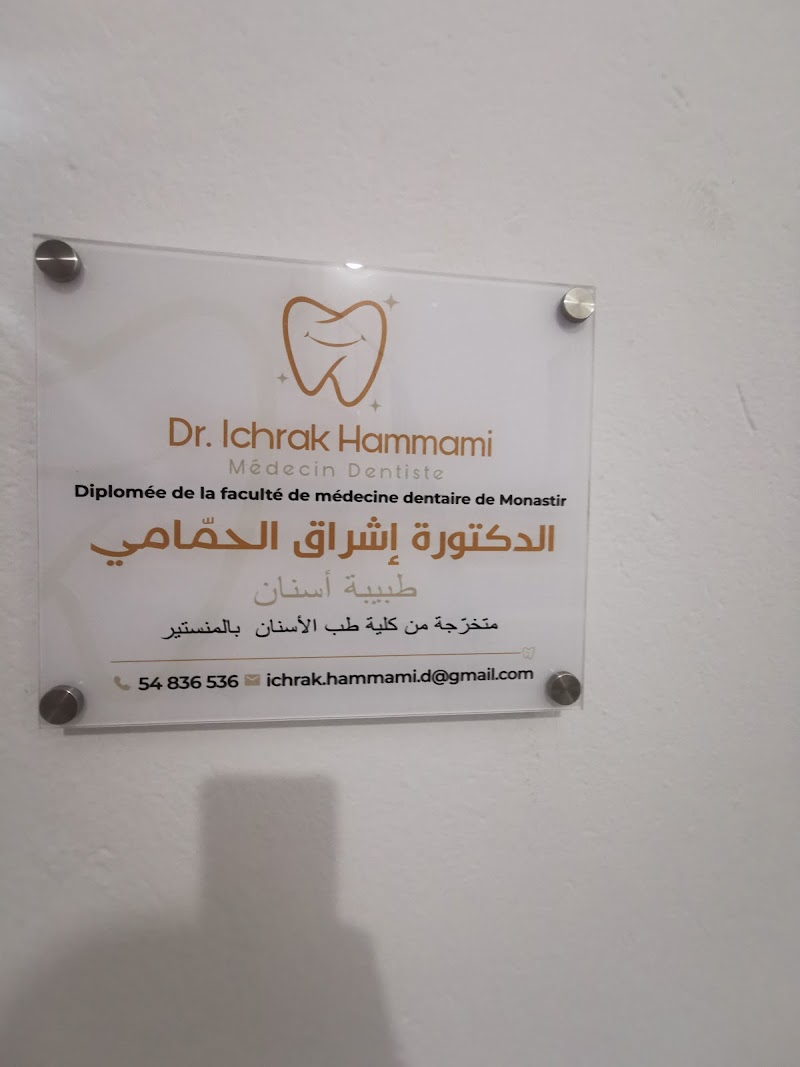 Dr. Ichrak Hammami
Médecin Dentiste
Diplomée de la faculté de médecine dentaire de Monastir
الدكتورة إشراق الحمّامي
طبيبة أسنان
متخرّجة من كلية طب الأسنان بالمنستير
54 836 536 ichrak.hammami.d@gmail.com